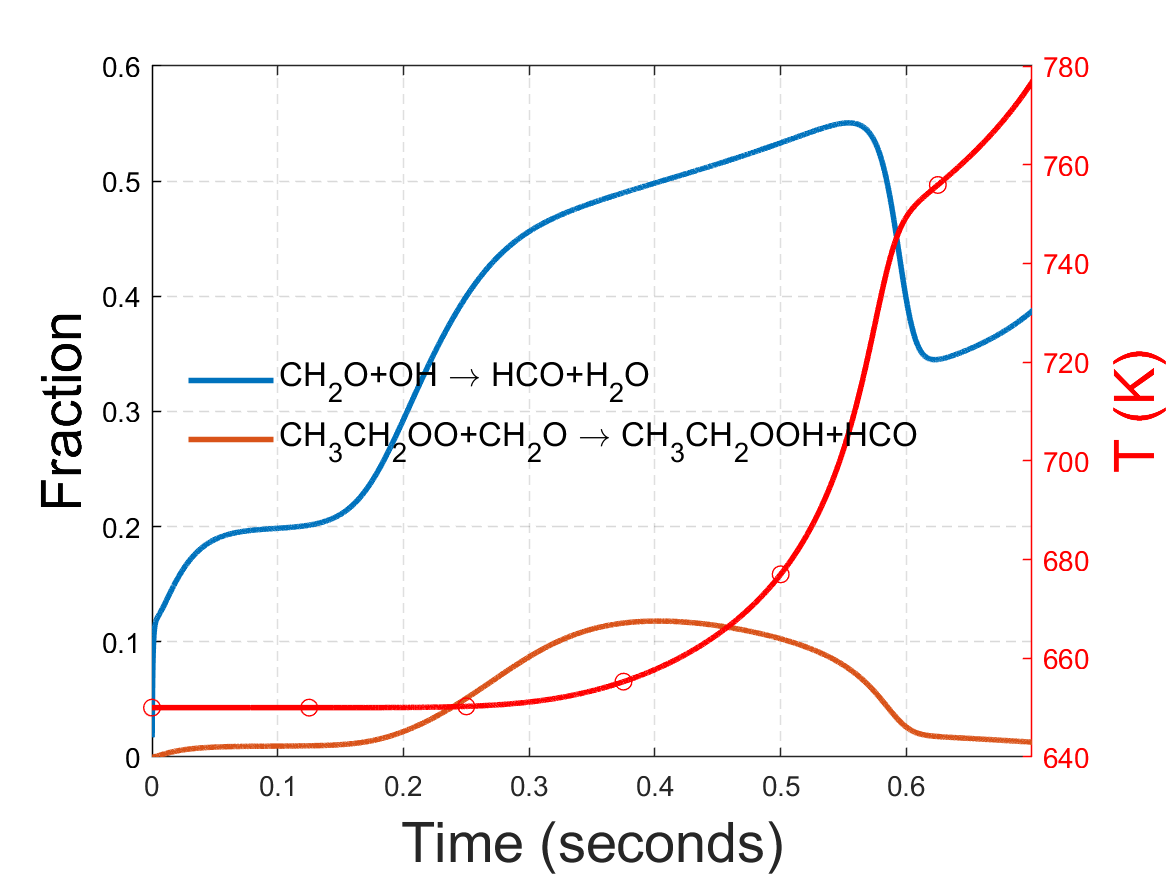 0.6
0.5
0.4
0.3
0.2
0.1
0
Fraction
CH₂O+OH → HCO+H₂O
CH₃CH₂OO+CH₂O → CH₃CH₂OOH+HCO
780
760
740
720
700
680
660
640
T (K)
0 0.1 0.2 0.3 0.4 0.5 0.6
Time (seconds)